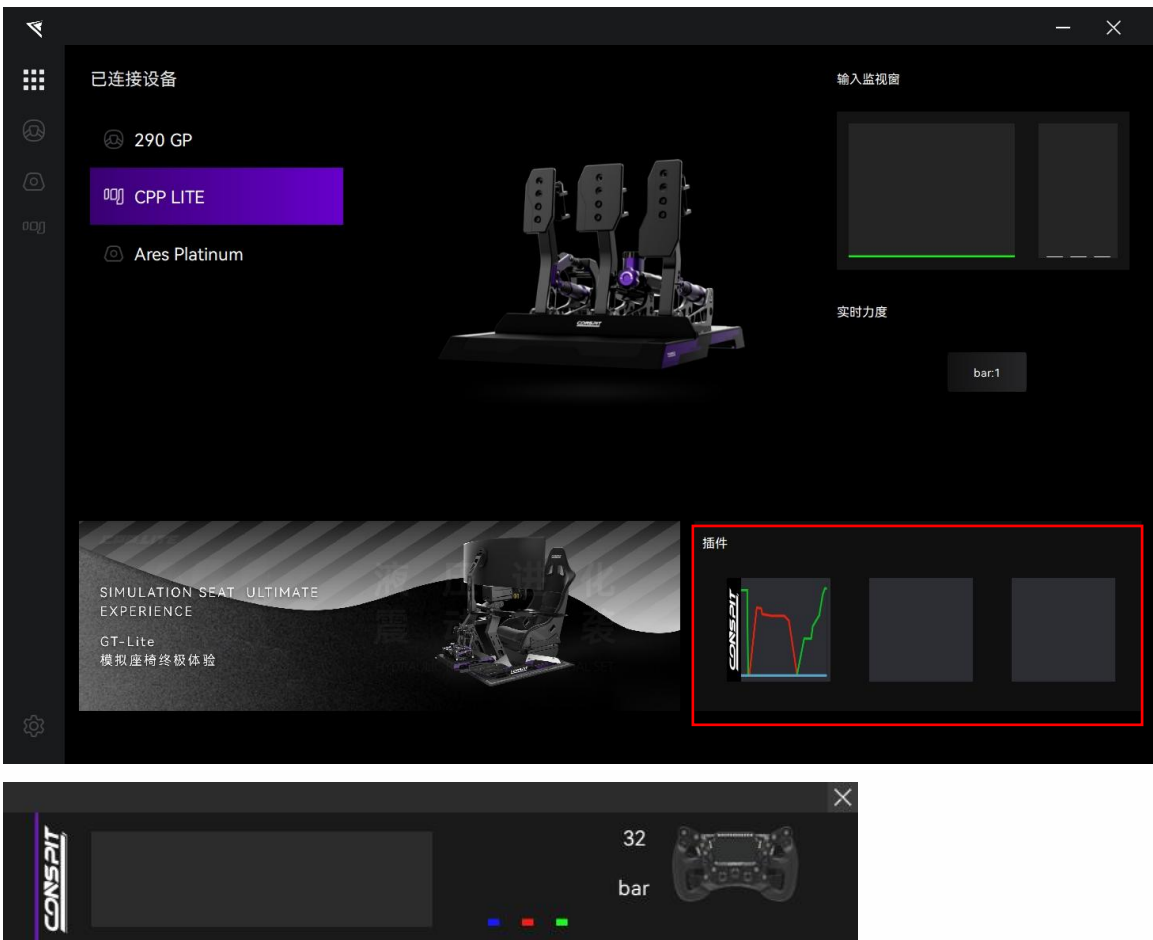 已连接设备
290 GP
CPP LITE
Ares Platinum
输入监视窗
实时力度
bar:1
SIMULATION SEAT ULTIMATE
EXPERIENCE
GT-Lite
模拟座椅终极体验
插件
CONSPIT
CONSPIT
32
bar